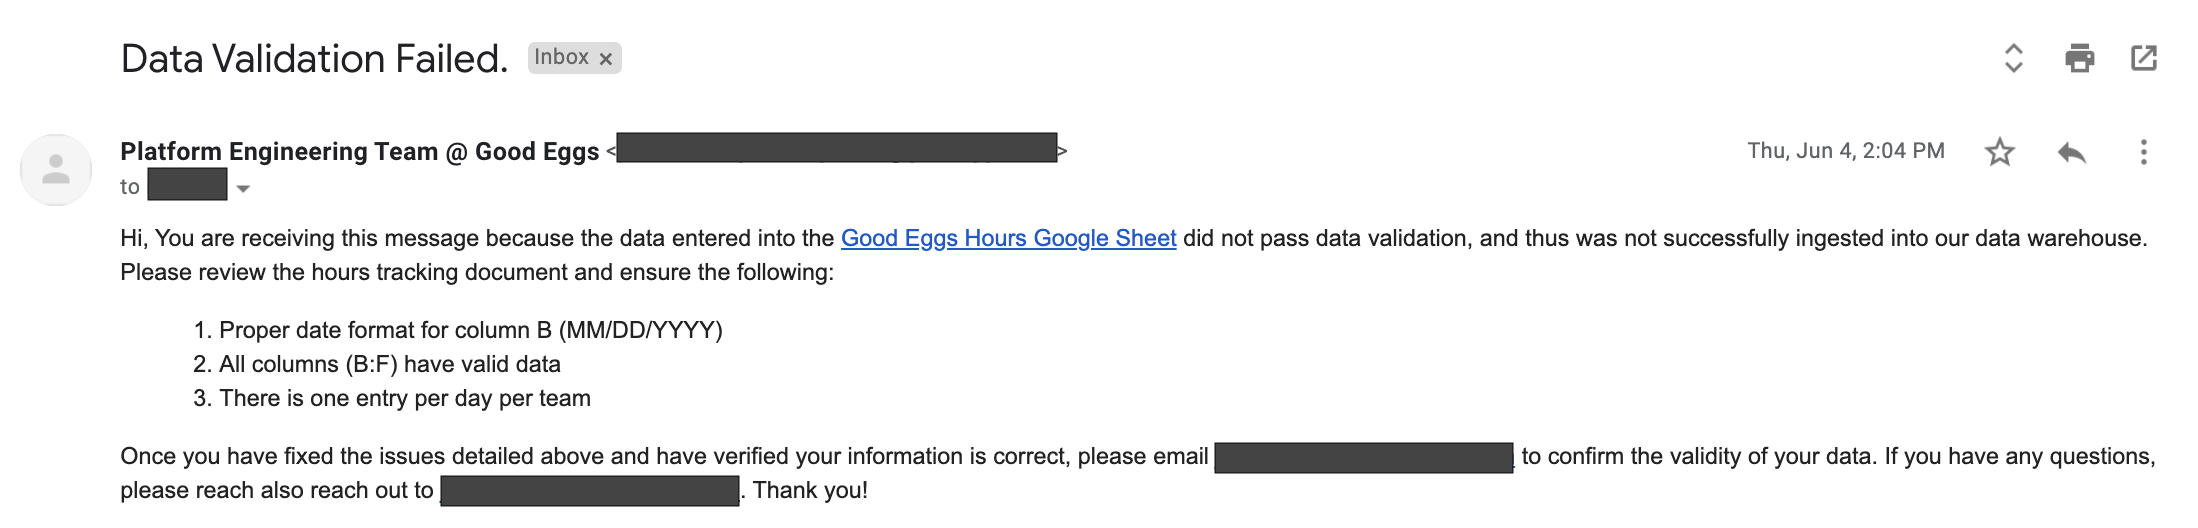 Data Validation Failed. Inbox x
Platform Engineering Team @ Good Eggs < >
Thu, Jun 4, 2:04 PM
to
Hi, You are receiving this message because the data entered into the Good Eggs Hours Google Sheet did not pass data validation, and thus was not successfully ingested into our data warehouse.
Please review the hours tracking document and ensure the following:
1. Proper date format for column B (MM/DD/YYYY)
2. All columns (B:F) have valid data
3. There is one entry per day per team
Once you have fixed the issues detailed above and have verified your information is correct, please email to confirm the validity of your data. If you have any questions,
please reach also reach out to . Thank you!